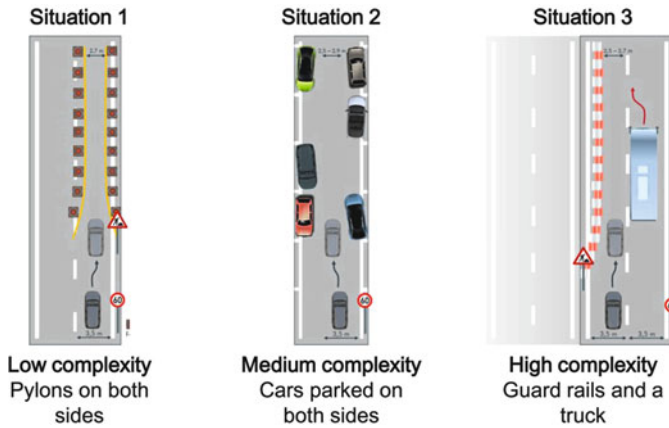 Situation 1
Situation 2
Situation 3
60
3,5 m
60
3,5 m
3,5 m
3,5 m
Low complexity
Pylons on both
sides
Medium complexity
Cars parked on
both sides
High complexity
Guard rails and a
truck